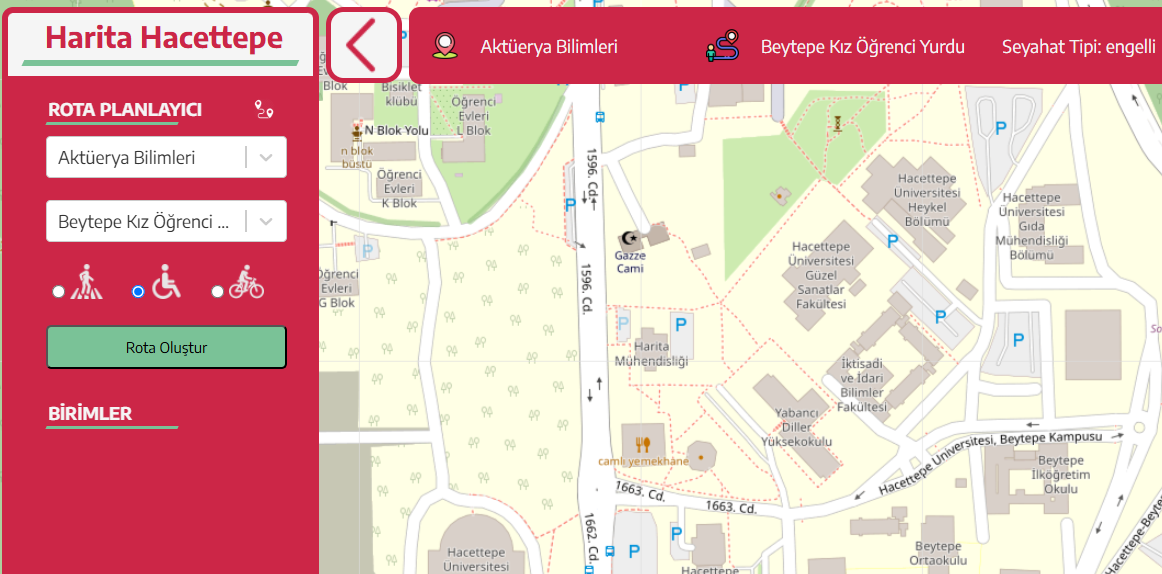 Harita Hacettepe
Aktüerya Bilimleri
Beytepe Kız Öğrenci Yurdu
Seyahat Tipi: engelli
ROTA PLANLAYICI
Aktüerya Bilimleri
Beytepe Kız Öğrenci ...
Rota Oluştur
BİRİMLER
Blok
Bisiklet
klübü
Öğrenci
Evleri
L Blok
N Blok Yolu
n blok
büstü
Öğrenci
Evleri
K Blok
Öğrenci
Evleri
G Blok
1596. Cd.
1596. Cd.
Gazze
Cami
Harita
Mühendisliği
Hacettepe
Üniversitesi
Heykel
Bölümü
Hacettepe
Üniversitesi
Gıda
Mühendisliği
Bölümü
Hacettepe
Üniversitesi
Güzel
Sanatlar
Fakültesi
İktisadi
ve İdari
Bilimler
Fakültesi
Yabancı
Diller
Yüksekokulu
camlı yemekhane
1663. Cd.
1663. Cd.
1662. Cd.
Hacettepe Üniversitesi, Beytepe Kampusu
Beytepe
İlköğretim
Okulu
Beytepe
Ortaokulu
Hacettepe
Üniversitesi
Hacettepe
Hacettepe-Beytepe
P
P
P
P
P
P
P
P
P
P
P